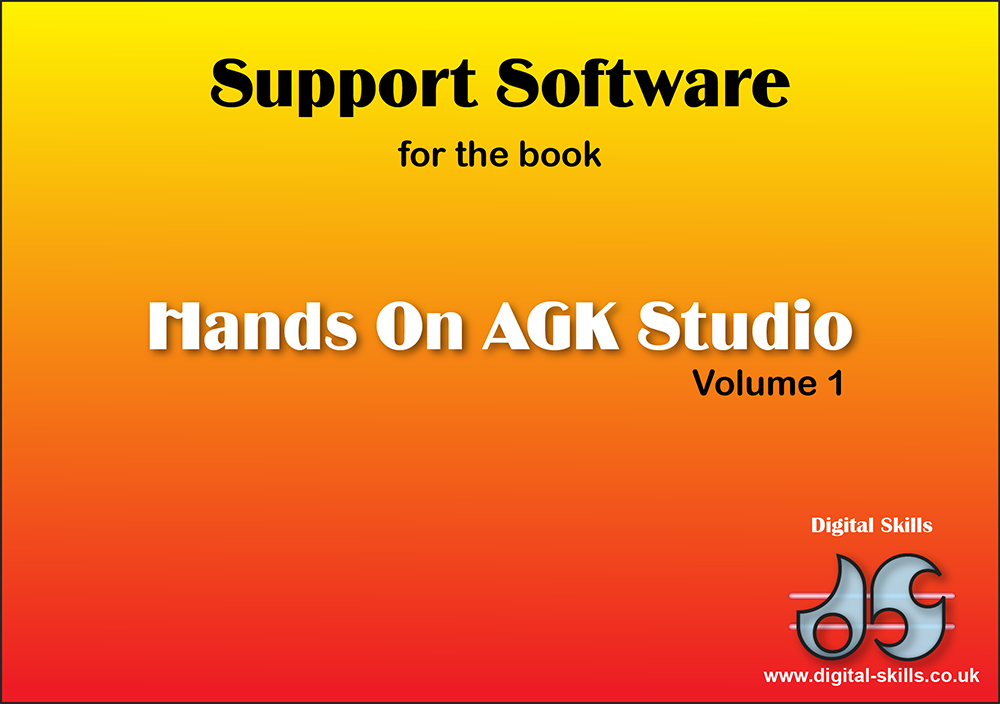 Support Software
for the book
Hands On AGK Studio
Volume 1
Digital Skills
www.digital-skills.co.uk